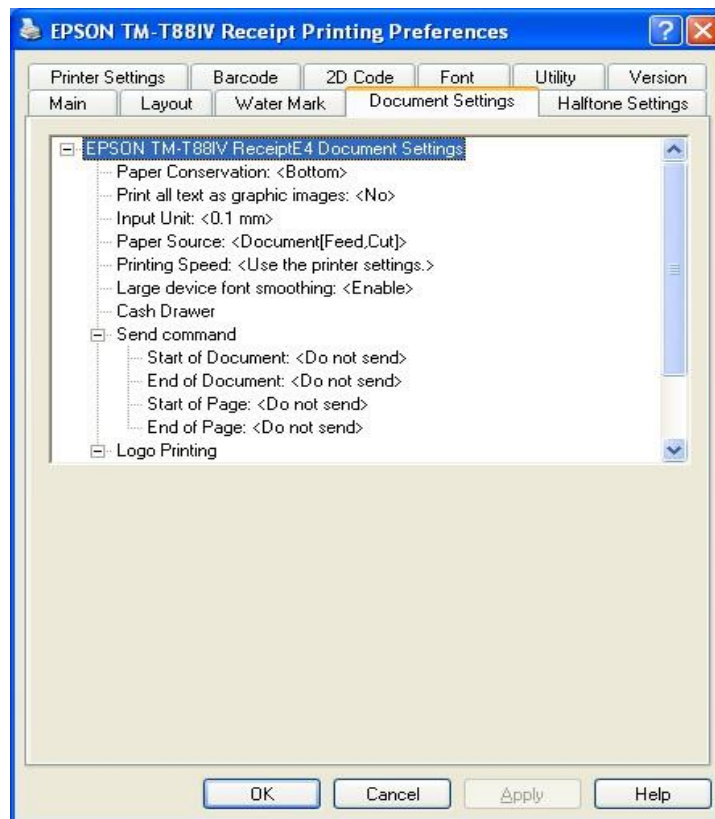 EPSON TM-T88IV Receipt Printing Preferences
Printer Settings Barcode 2D Code Font Utility Version
Main Layout Water Mark Document Settings Halftone Settings
EPSON TM-T88IV ReceiptE4 Document Settings
Paper Conservation: <Bottom>
Print all text as graphic images: <No>
Input Unit: <0.1 mm>
Paper Source: <Document[Feed,Cut]>
Printing Speed: <Use the printer settings.>
Large device font smoothing: <Enable>
Cash Drawer
Send command
Start of Document: <Do not send>
End of Document: <Do not send>
Start of Page: <Do not send>
End of Page: <Do not send>
Logo Printing
OK Cancel Apply Help